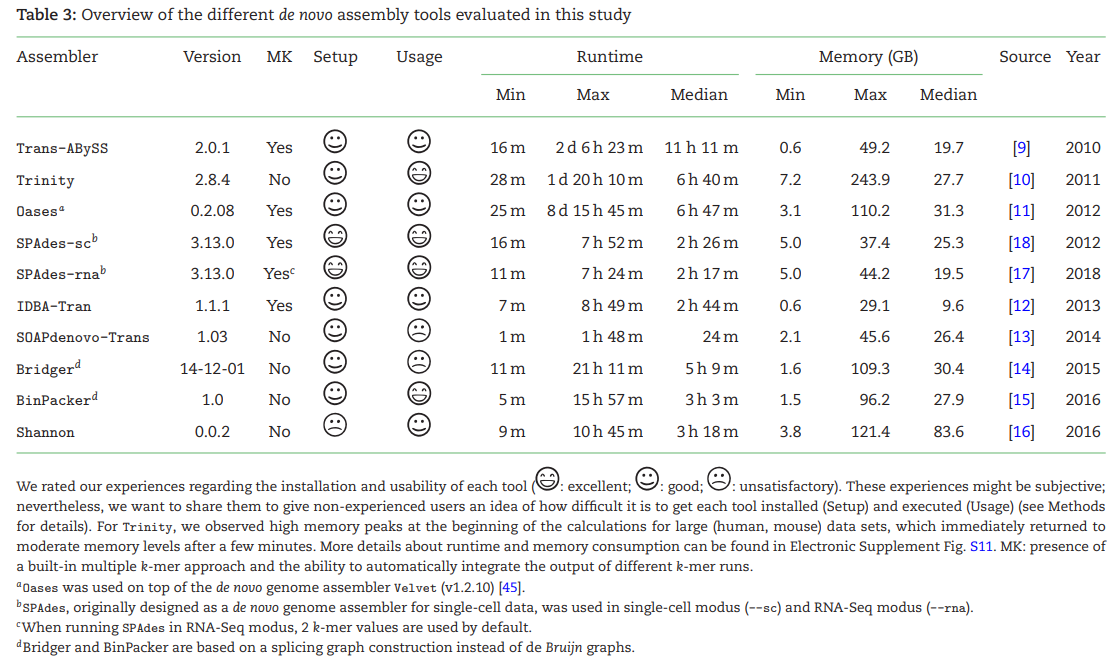 Table 3: Overview of the different de novo assembly tools evaluated in this study
Assembler Version MK Setup Usage Runtime Memory (GB) Source Year
Min Max Median Min Max Median
Trans-ABySS 2.0.1 Yes 16 m 2 d 6 h 23 m 11 h 11 m 0.6 49.2 19.7 [9] 2010
Trinity 2.8.4 No 28 m 1 d 20 h 10 m 6 h 40 m 7.2 243.9 27.7 [10] 2011
Oasesa 0.2.08 Yes 25 m 8 d 15 h 45 m 6 h 47 m 3.1 110.2 31.3 [11] 2012
SPAdes-scb 3.13.0 Yes 16 m 7 h 52 m 2 h 26 m 5.0 37.4 25.3 [18] 2012
SPAdes-rnab 3.13.0 Yesc 11 m 7 h 24 m 2 h 17 m 5.0 44.2 19.5 [17] 2018
IDBA-Tran 1.1.1 Yes 7 m 8 h 49 m 2 h 44 m 0.6 29.1 9.6 [12] 2013
SOAPdenovo-Trans 1.03 No 1 m 1 h 48 m 24 m 2.1 45.6 26.4 [13] 2014
Bridgerd 14-12-01 No 11 m 21 h 11 m 5 h 9 m 1.6 109.3 30.4 [14] 2015
BinPackerd 1.0 No 5 m 15 h 57 m 3 h 3 m 1.5 96.2 27.9 [15] 2016
Shannon 0.0.2 No 9 m 10 h 45 m 3 h 18 m 3.8 121.4 83.6 [16] 2016
We rated our experiences regarding the installation and usability of each tool (: excellent; : good; : unsatisfactory). These experiences might be subjective;
nevertheless, we want to share them to give non-experienced users an idea of how difficult it is to get each tool installed (Setup) and executed (Usage) (see Methods
for details). For Trinity, we observed high memory peaks at the beginning of the calculations for large (human, mouse) data sets, which immediately returned to
moderate memory levels after a few minutes. More details about runtime and memory consumption can be found in Electronic Supplement Fig. S11. MK: presence of
a built-in multiple k-mer approach and the ability to automatically integrate the output of different k-mer runs.
aOases was used on top of the de novo genome assembler Velvet (v1.2.10) [45].
bSPAdes, originally designed as a de novo genome assembler for single-cell data, was used in single-cell modus (--sc) and RNA-Seq modus (--rna).
cWhen running SPAdes in RNA-Seq modus, 2 k-mer values are used by default.
dBridger and BinPacker are based on a splicing graph construction instead of de Bruijn graphs.